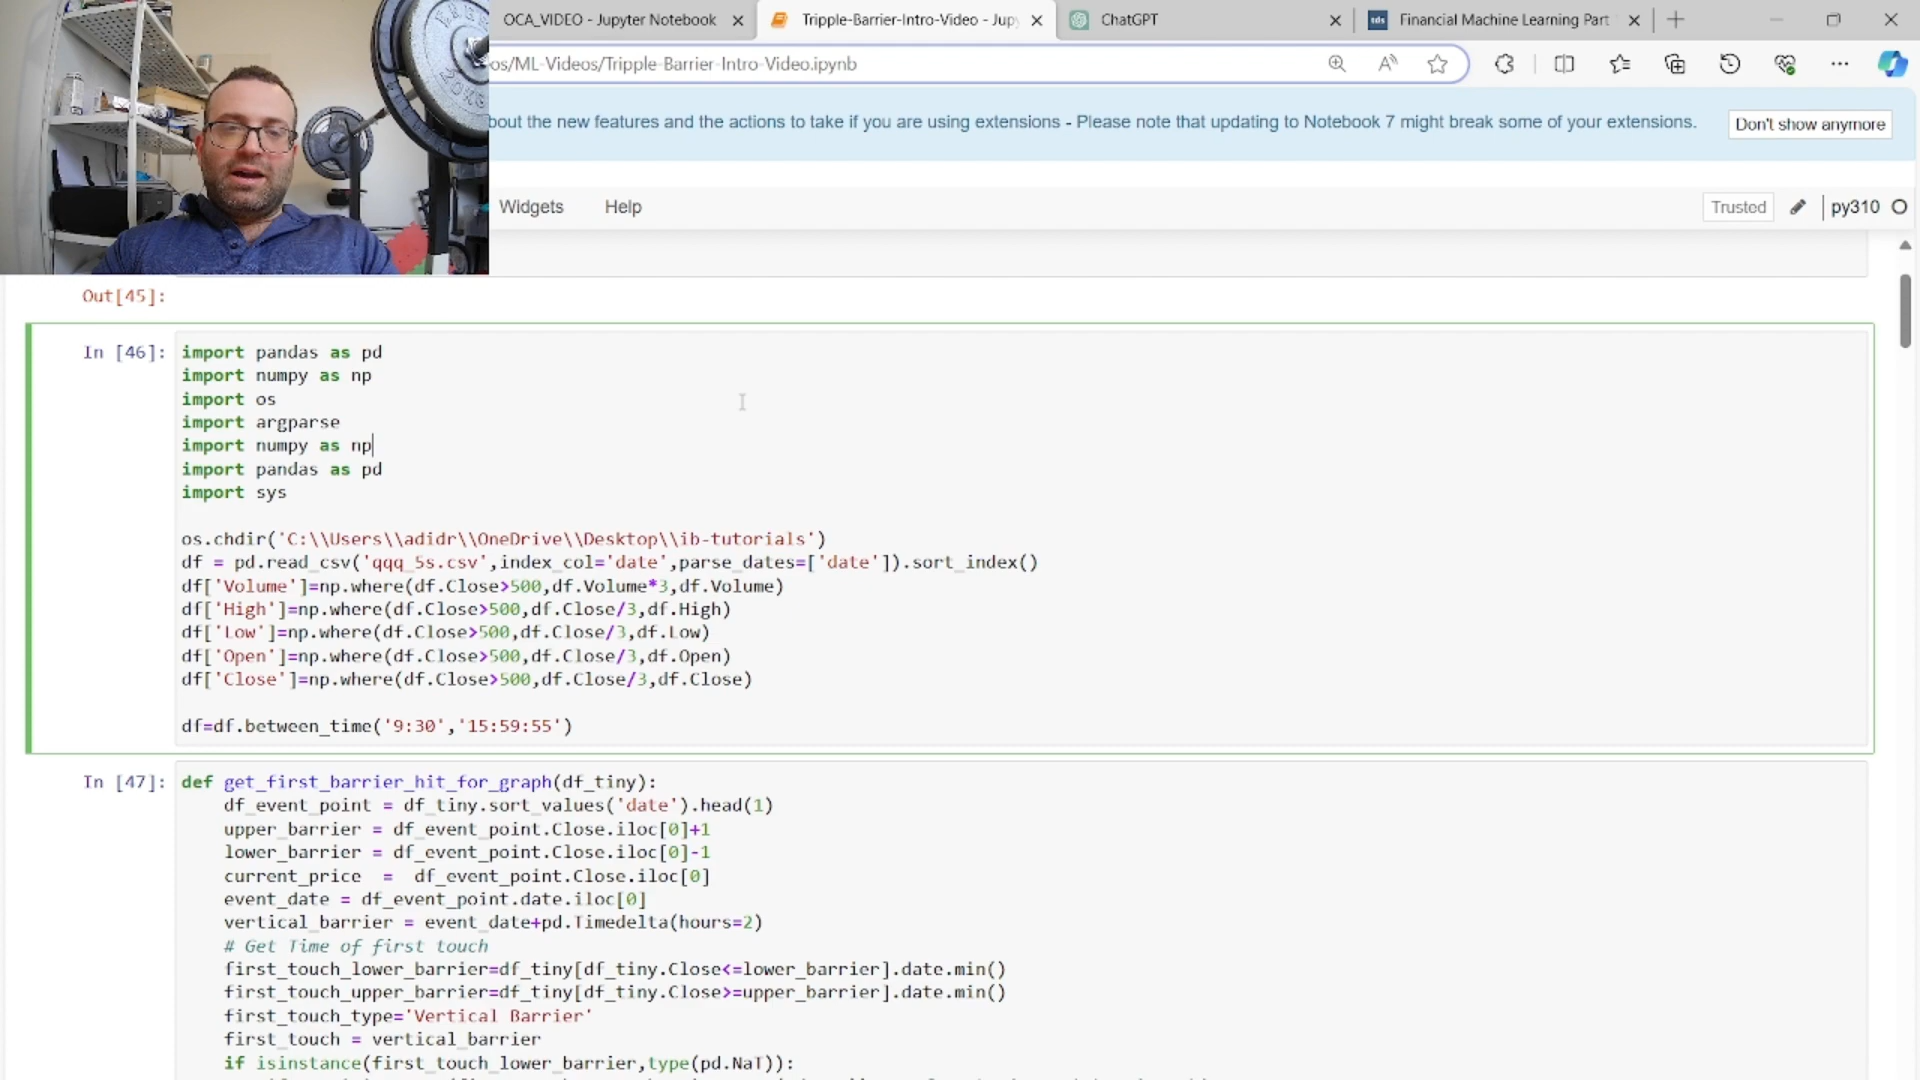 OCA_VIDEO - Jupyter Notebook
Tripple-Barrier-Intro-Video - Jup
ChatGPT
tds
Financial Machine Learning Part
os/ML-Videos/Tripple-Barrier-Intro-Video.ipynb
bout the new features and the actions to take if you are using extensions - Please note that updating to Notebook 7 might break some of your extensions.
Don't show anymore
Widgets
Help
Trusted
py310
Out[45]:
In [46]:
import pandas as pd
import numpy as np
import os
import argparse
import numpy as np
import pandas as pd
import sys
os.chdir('C:\\Users\\adidr\\OneDrive\\Desktop\\ib-tutorials')
df = pd.read_csv('qqq_5s.csv',index_col='date',parse_dates=['date']).sort_index()
df['Volume']=np.where(df.Close>500,df.Volume*3,df.Volume)
df['High']=np.where(df.Close>500,df.Close/3,df.High)
df['Low']=np.where(df.Close>500,df.Close/3,df.Low)
df['Open']=np.where(df.Close>500,df.Close/3,df.Open)
df['Close']=np.where(df.Close>500,df.Close/3,df.Close)
df=df.between_time('9:30','15:59:55')
In [47]:
def get_first_barrier_hit_for_graph(df_tiny):
df_event_point = df_tiny.sort_values('date').head(1)
upper_barrier = df_event_point.Close.iloc[0]+1
lower_barrier = df_event_point.Close.iloc[0]-1
current_price  =  df_event_point.Close.iloc[0]
event_date = df_event_point.date.iloc[0]
vertical_barrier = event_date+pd.Timedelta(hours=2)
# Get Time of first touch
first_touch_lower_barrier=df_tiny[df_tiny.Close<=lower_barrier].date.min()
first_touch_upper_barrier=df_tiny[df_tiny.Close>=upper_barrier].date.min()
first_touch_type='Vertical Barrier'
first_touch = vertical_barrier
if isinstance(first_touch_lower_barrier,type(pd.NaT)):